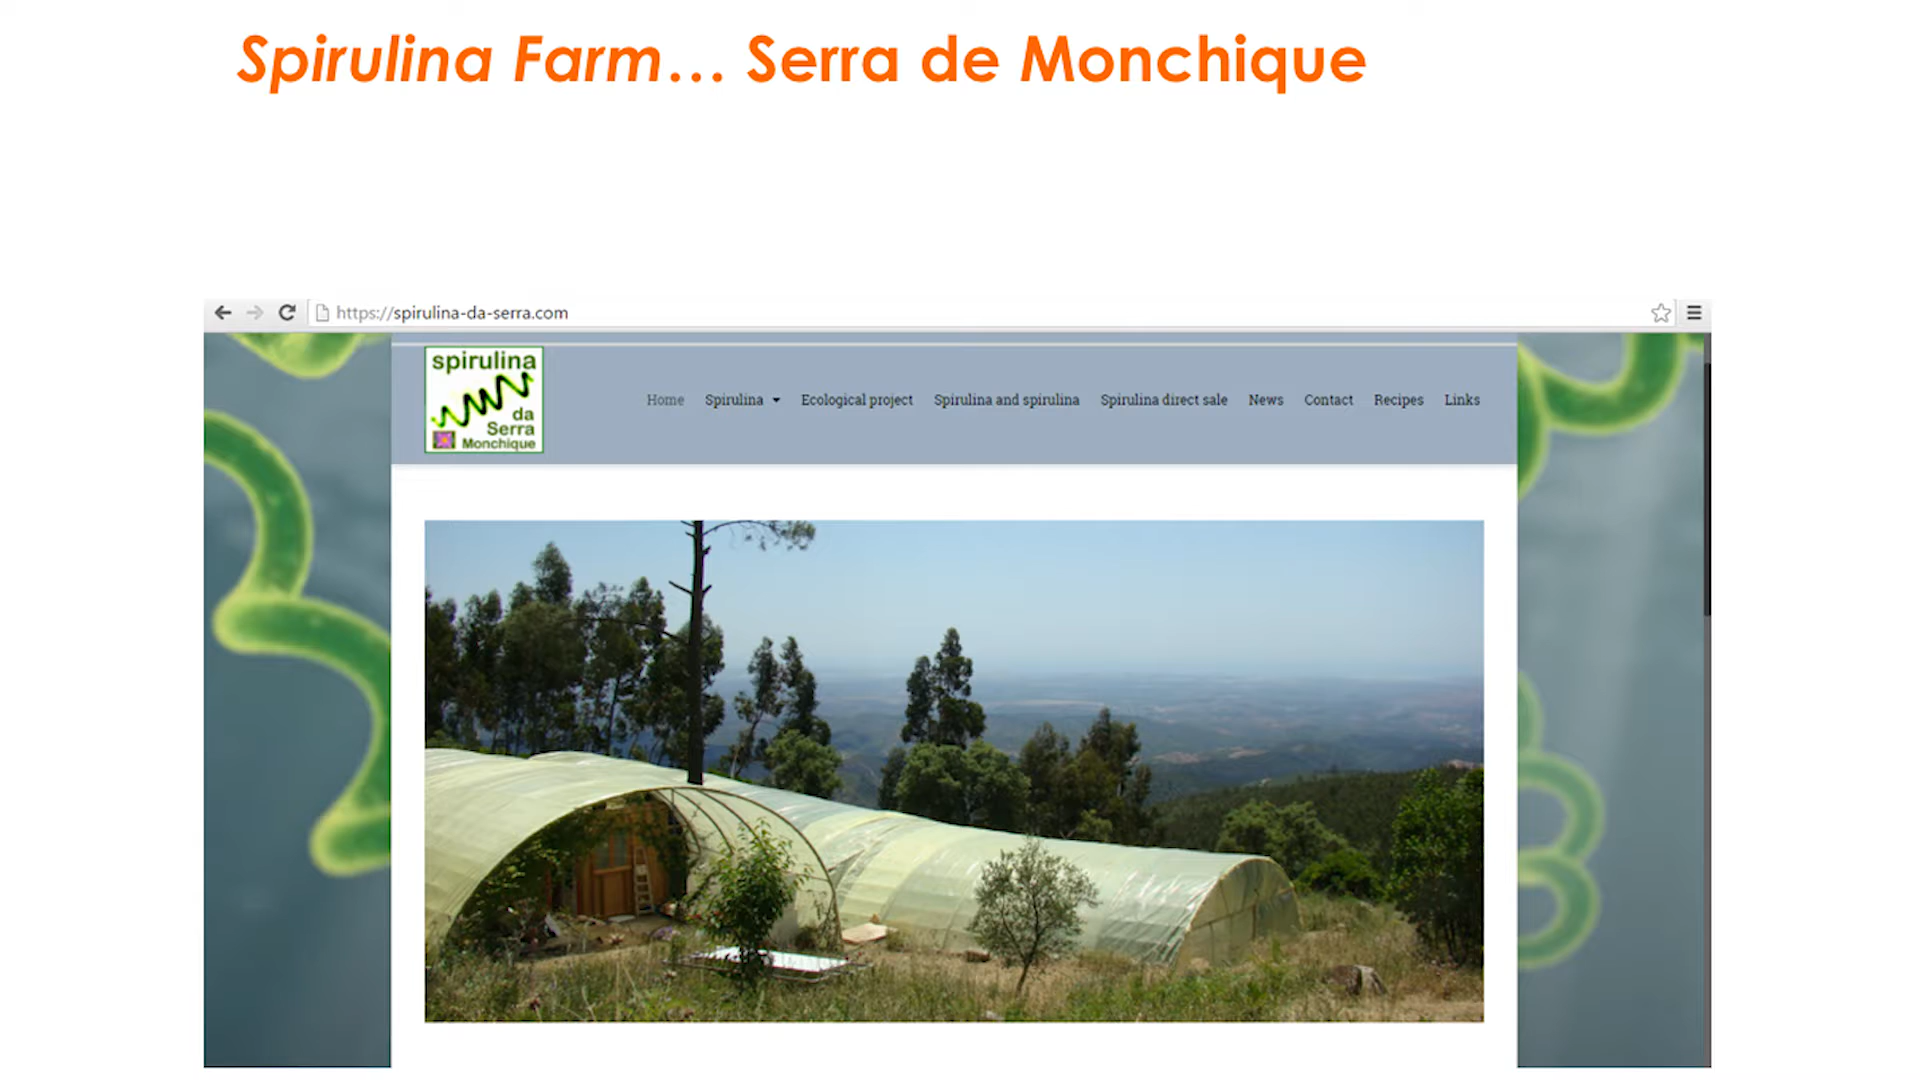 Spirulina Farm... Serra de Monchique
https://spirulina-da-serra.com
spirulina
da
Serra
Monchique
Home Spirulina Ecological project Spirulina and spirulina Spirulina direct sale News Contact Recipes Links